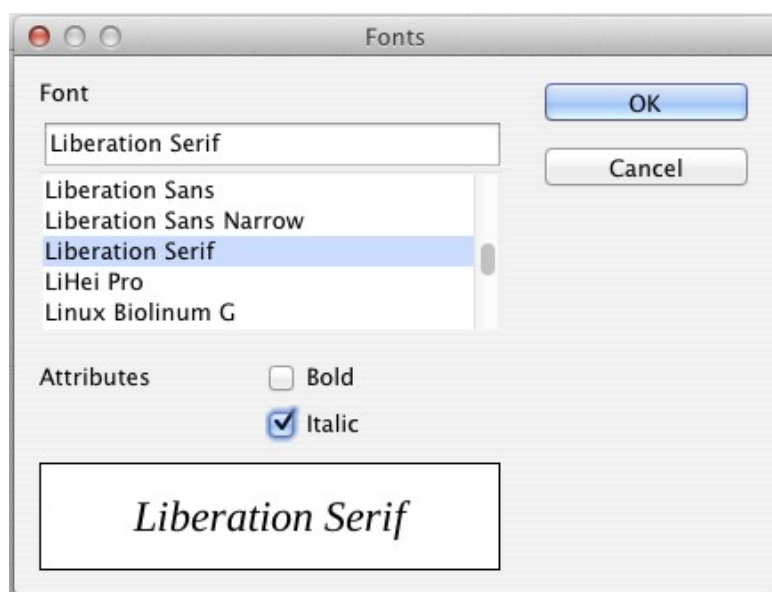 Fonts
Font
OK
Liberation Serif
Cancel
Liberation Sans
Liberation Sans Narrow
Liberation Serif
LiHei Pro
Linux Biolinum G
Attributes
Bold
Italic
Liberation Serif